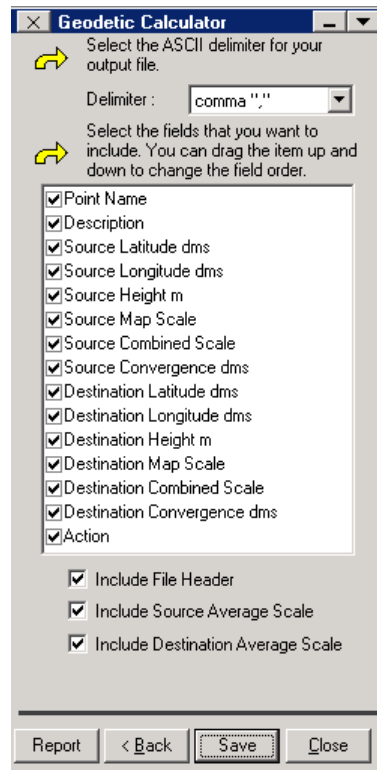 Geodetic Calculator
Select the ASCII delimiter for your
output file.
Delimiter : comma ","
Select the fields that you want to
include. You can drag the item up and
down to change the field order.
Point Name
Description
Source Latitude dms
Source Longitude dms
Source Height m
Source Map Scale
Source Combined Scale
Source Convergence dms
Destination Latitude dms
Destination Longitude dms
Destination Height m
Destination Map Scale
Destination Combined Scale
Destination Convergence dms
Action
Include File Header
Include Source Average Scale
Include Destination Average Scale
Report < Back Save Close